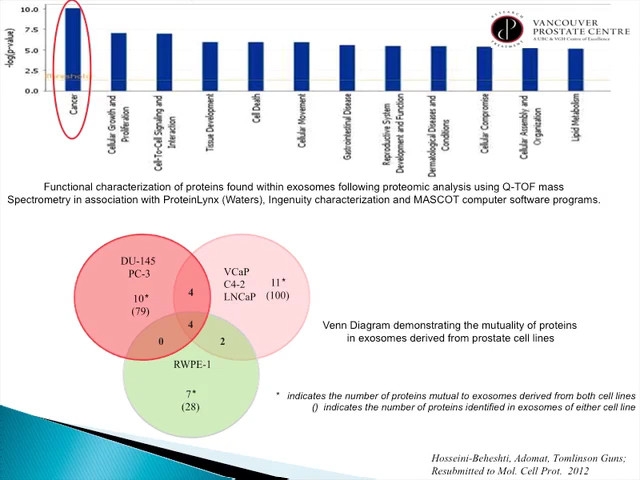 VANCOUVER
PROSTATE CENTRE
A UBC & VGH Centre of Excellence
RESEARCH
TREATMENT
-log(p-value)
10.0
7.5
5.0
2.5
0.0
Threshold
Cancer
Cellular Growth and
Proliferation
Cell-To-Cell Signaling and
Interaction
Tissue Development
Cell Death
Cellular Movement
Gastrointestinal Disease
Reproductive System
Development and Function
Dermatological Diseases and
Conditions
Cellular Compromise
Cellular Assembly and
Organization
Lipid Metabolism
Functional characterization of proteins found within exosomes following proteomic analysis using Q-TOF mass
Spectrometry in association with ProteinLynx (Waters), Ingenuity characterization and MASCOT computer software programs.
DU-145
PC-3
10*
(79)
4
VCaP
C4-2
LNCaP
11*
(100)
4
0
2
RWPE-1
7*
(28)
Venn Diagram demonstrating the mutuality of proteins
in exosomes derived from prostate cell lines
* indicates the number of proteins mutual to exosomes derived from both cell lines
() indicates the number of proteins identified in exosomes of either cell line
Hosseini-Beheshti, Adomat, Tomlinson Guns;
Resubmitted to Mol. Cell Prot. 2012